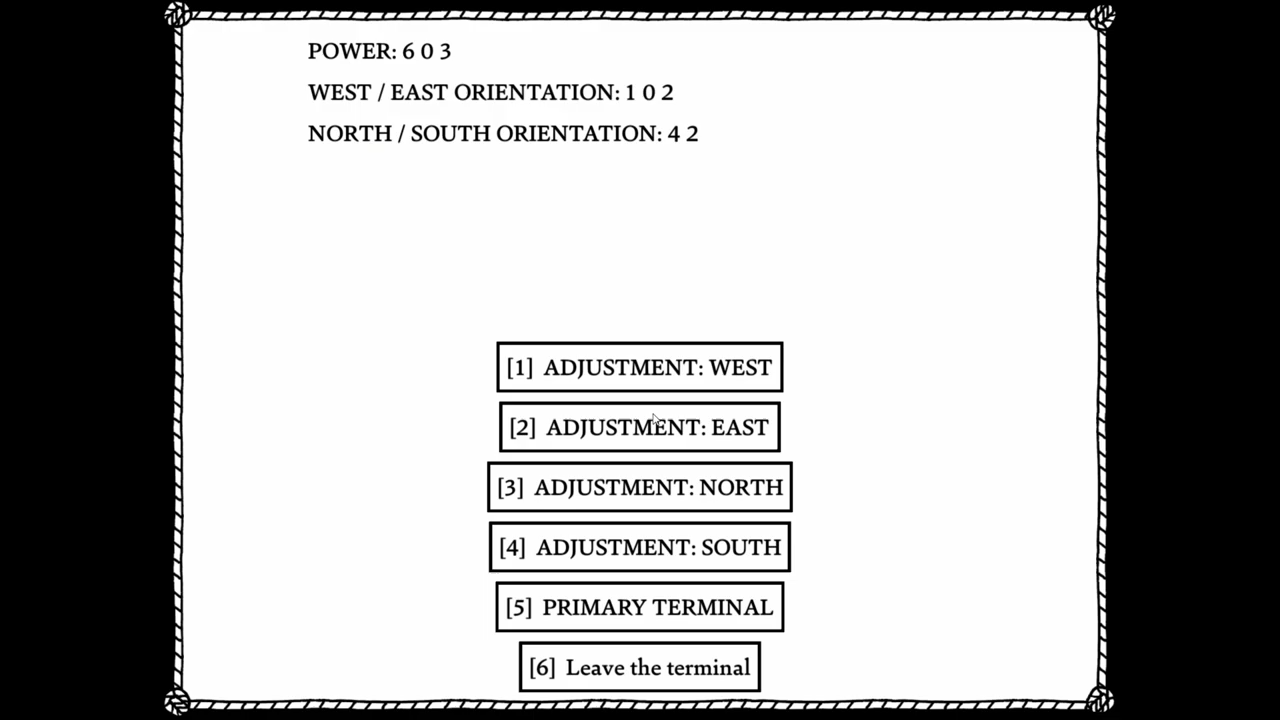 POWER: 6 0 3
WEST / EAST ORIENTATION: 1 0 2
NORTH / SOUTH ORIENTATION: 4 2
[1] ADJUSTMENT: WEST
[2] ADJUSTMENT: EAST
[3] ADJUSTMENT: NORTH
[4] ADJUSTMENT: SOUTH
[5] PRIMARY TERMINAL
[6] Leave the terminal